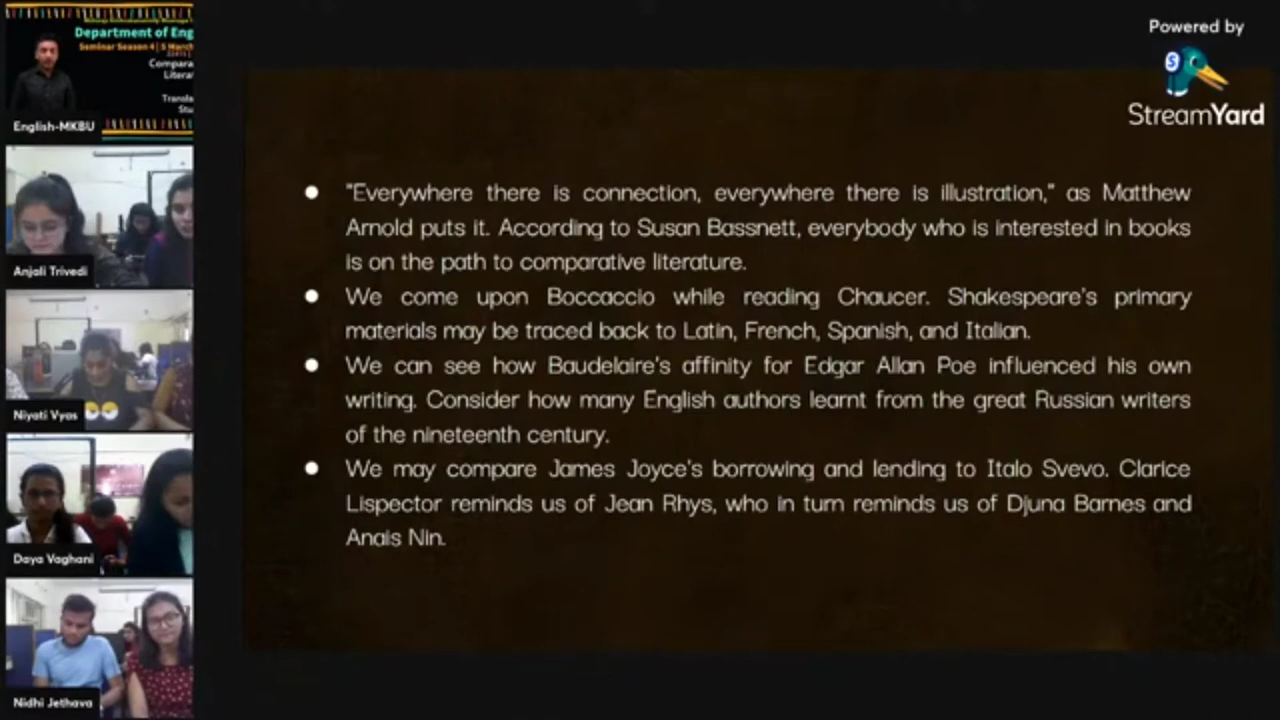 Department of Eng
Seminar Season 4 | 5 March
Compara
Litera
Transla
Stu
English-MKBU
Anjali Trivedi
Niyati Vyas
Daya Vaghani
Nidhi Jethava
Powered by
S
StreamYard
● "Everywhere there is connection, everywhere there is illustration," as Matthew
Arnold puts it. According to Susan Bassnett, everybody who is interested in books
is on the path to comparative literature.
● We come upon Boccaccio while reading Chaucer. Shakespeare's primary
materials may be traced back to Latin, French, Spanish, and Italian.
● We can see how Baudelaire's affinity for Edgar Allan Poe influenced his own
writing. Consider how many English authors learnt from the great Russian writers
of the nineteenth century.
● We may compare James Joyce's borrowing and lending to Italo Svevo. Clarice
Lispector reminds us of Jean Rhys, who in turn reminds us of Djuna Barnes and
Anais Nin.